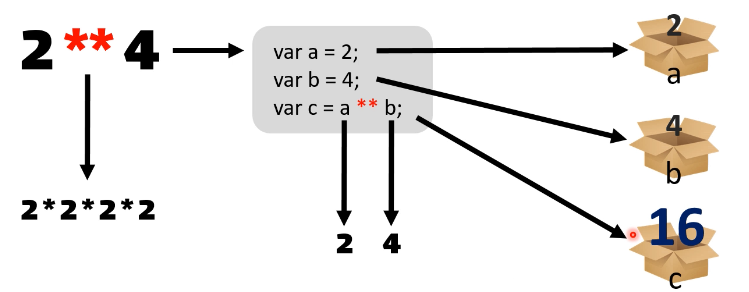 2 ** 4
2*2*2*2
var a = 2;
var b = 4;
var c = a ** b;
2 4
2
a
4
b
16
c